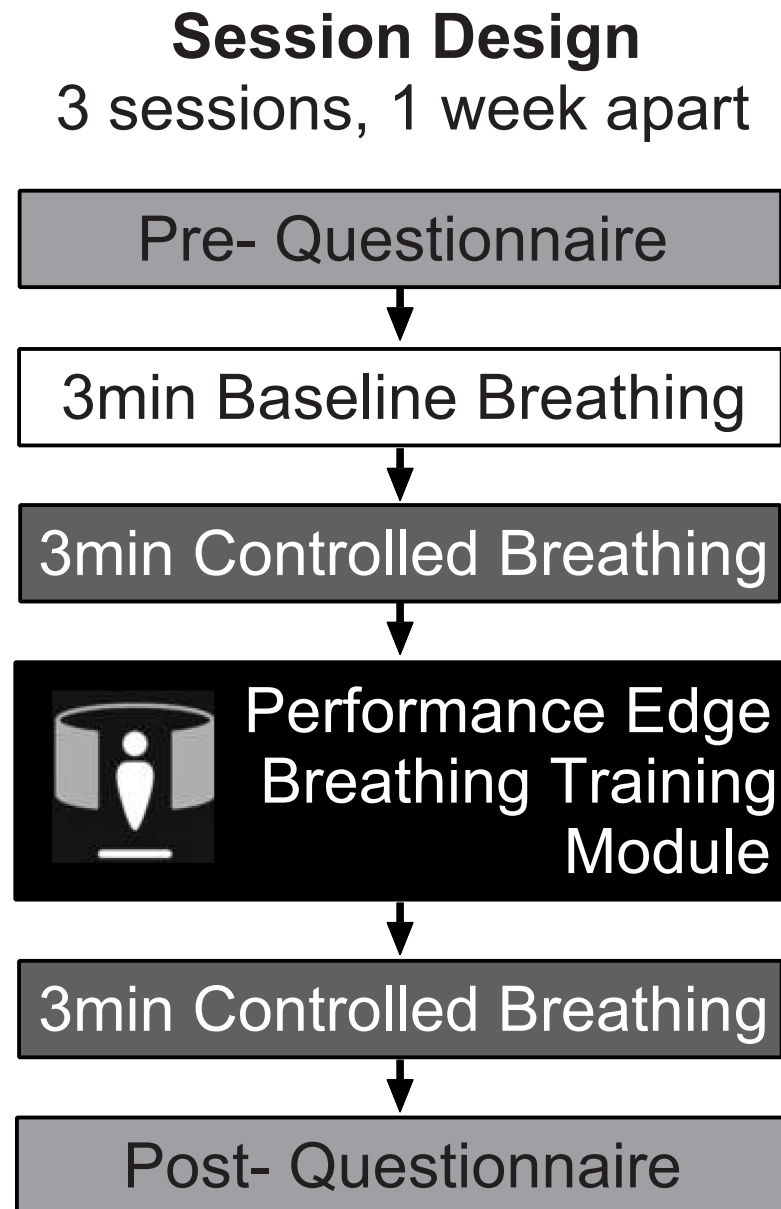 Session Design
3 sessions, 1 week apart
Pre- Questionnaire
3min Baseline Breathing
3min Controlled Breathing
Performance Edge
Breathing Training
Module
3min Controlled Breathing
Post- Questionnaire